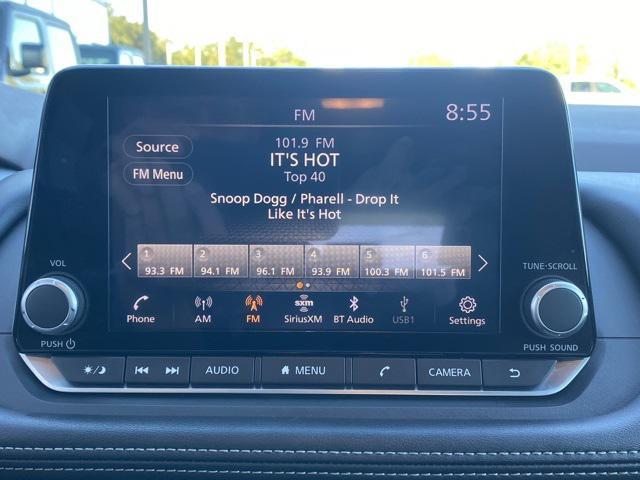 FM
8:55
Source
101.9 FM
IT'S HOT
FM Menu
Top 40
Snoop Dogg / Pharell - Drop It
Like It's Hot
1 2 3 4 5 6
93.3 FM 94.1 FM 96.1 FM 93.9 FM 100.3 FM 101.5 FM
VOL
TUNE·SCROLL
sxm
Phone AM FM SiriusXM BT Audio USB1 Settings
PUSH
PUSH SOUND
AUDIO MENU CAMERA